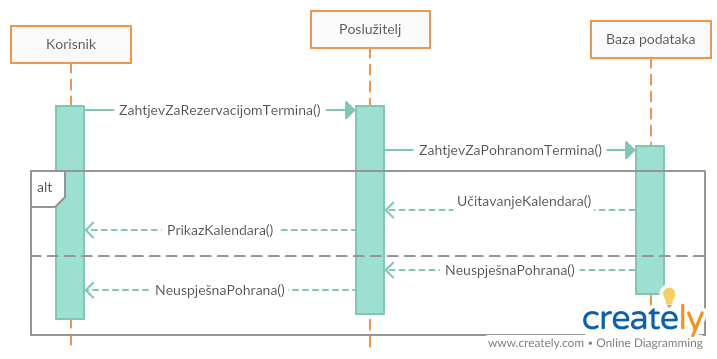 Korisnik
Poslužitelj
Baza podataka
ZahtjevZaRezervacijomTermina()
ZahtjevZaPohranomTermina()
alt
UčitavanjeKalendara()
PrikazKalendara()
NeuspješnaPohrana()
NeuspješnaPohrana()
creately
www.creately.com • Online Diagramming